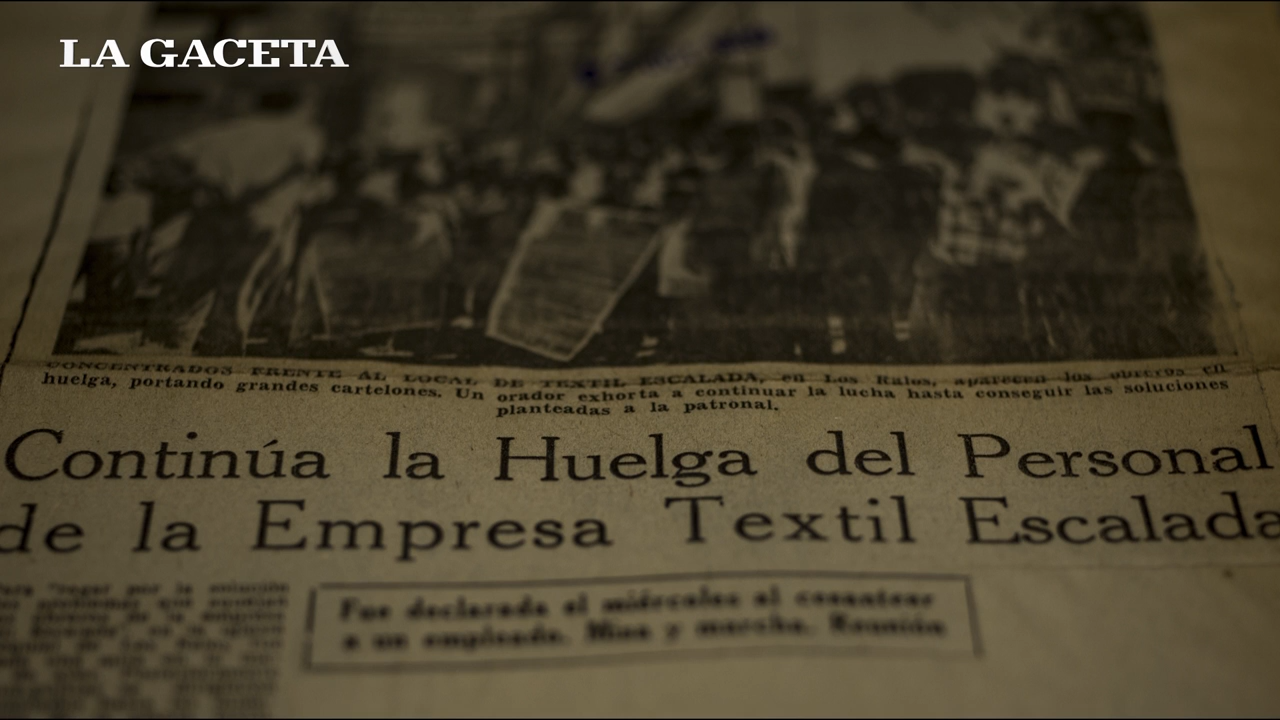 LA GACETA
CONCENTRADOS FRENTE AL LOCAL DE TEXTIL ESCALADA, en Los Ralos, aparecen los obreros en
huelga, portando grandes cartelones. Un orador exhorta a continuar la lucha hasta conseguir las soluciones
planteadas a la patronal.
Continúa la Huelga del Personal
de la Empresa Textil Escalada
Fue declarada el miércoles al cesantear
a un empleado. Misa y marcha. Reunión